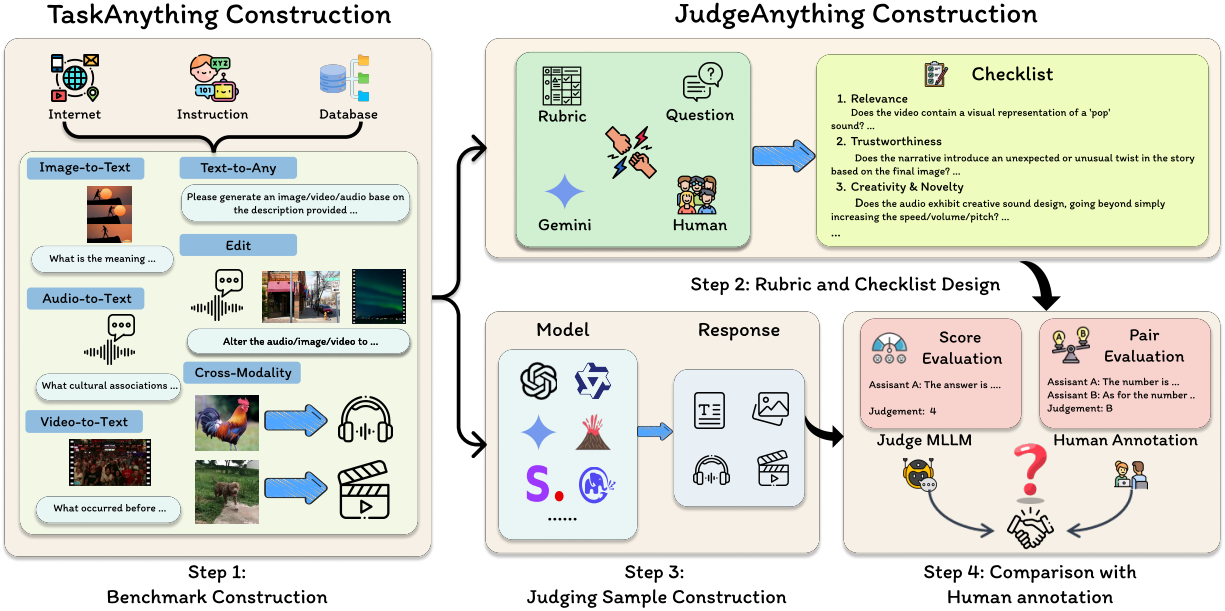 TaskAnything Construction
JudgeAnything Construction
Internet
Instruction
Database
XYZ
101
Image-to-Text
What is the meaning ...
Audio-to-Text
What cultural associations ...
Video-to-Text
What occurred before ...
Text-to-Any
Please generate an image/video/audio base on
the description provided ...
Edit
Alter the audio/image/video to ...
Cross-Modality
Step 1:
Benchmark Construction
Rubric
Question
Gemini
Human
Checklist
1. Relevance
Does the video contain a visual representation of a 'pop'
sound? ...
2. Trustworthiness
Does the narrative introduce an unexpected or unusual twist in the story
based on the final image? ...
3. Creativity & Novelty
Does the audio exhibit creative sound design, going beyond simply
increasing the speed/volume/pitch? ...
...
Step 2: Rubric and Checklist Design
Model
Response
S.
......
T
Step 3:
Judging Sample Construction
Score
Evaluation
Assisant A: The answer is ....
Judgement: 4
A
B
Pair
Evaluation
Assisant A: The number is ...
Assisant B: As for the number ..
Judgement: B
Judge MLLM
Human Annotation
Step 4: Comparison with
Human annotation